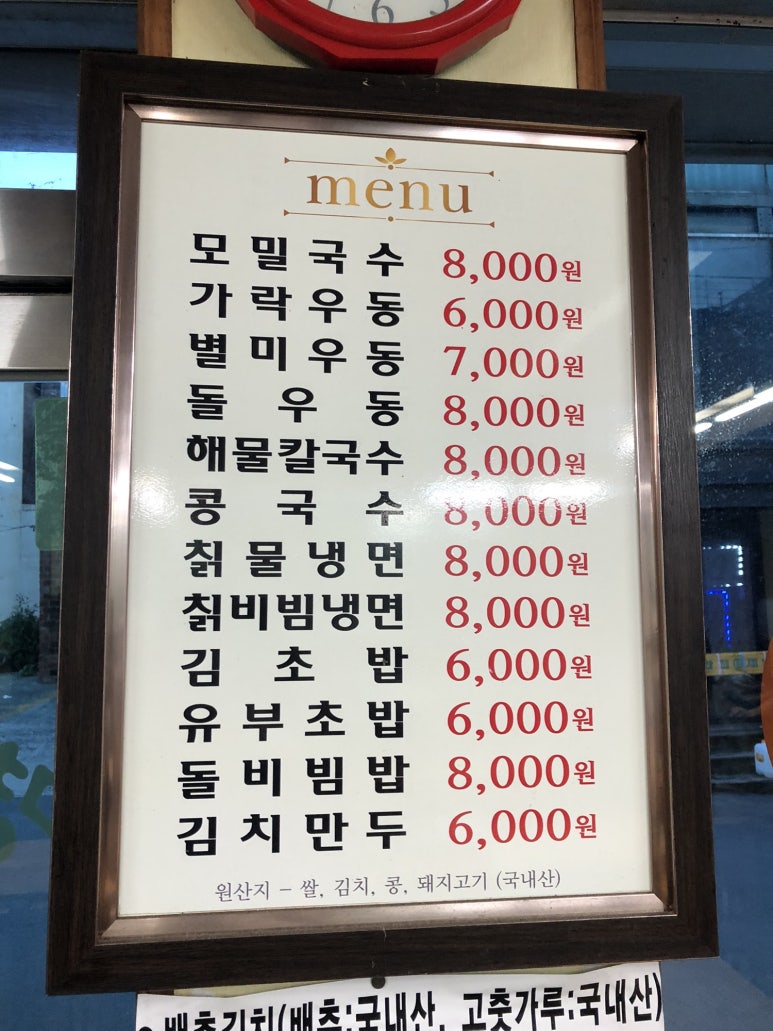 6
menu
모밀국수 8,000원
가락우동 6,000원
별미우동 7,000원
돌우동 8,000원
해물칼국수 8,000원
콩국수 8,000원
칡물냉면 8,000원
칡비빔냉면 8,000원
김초밥 6,000원
유부초밥 6,000원
돌비빔밥 8,000원
김치만두 6,000원
원산지 - 쌀, 김치, 콩, 돼지고기 (국내산)
배추김치(배추:국내산, 고춧가루:국내산)